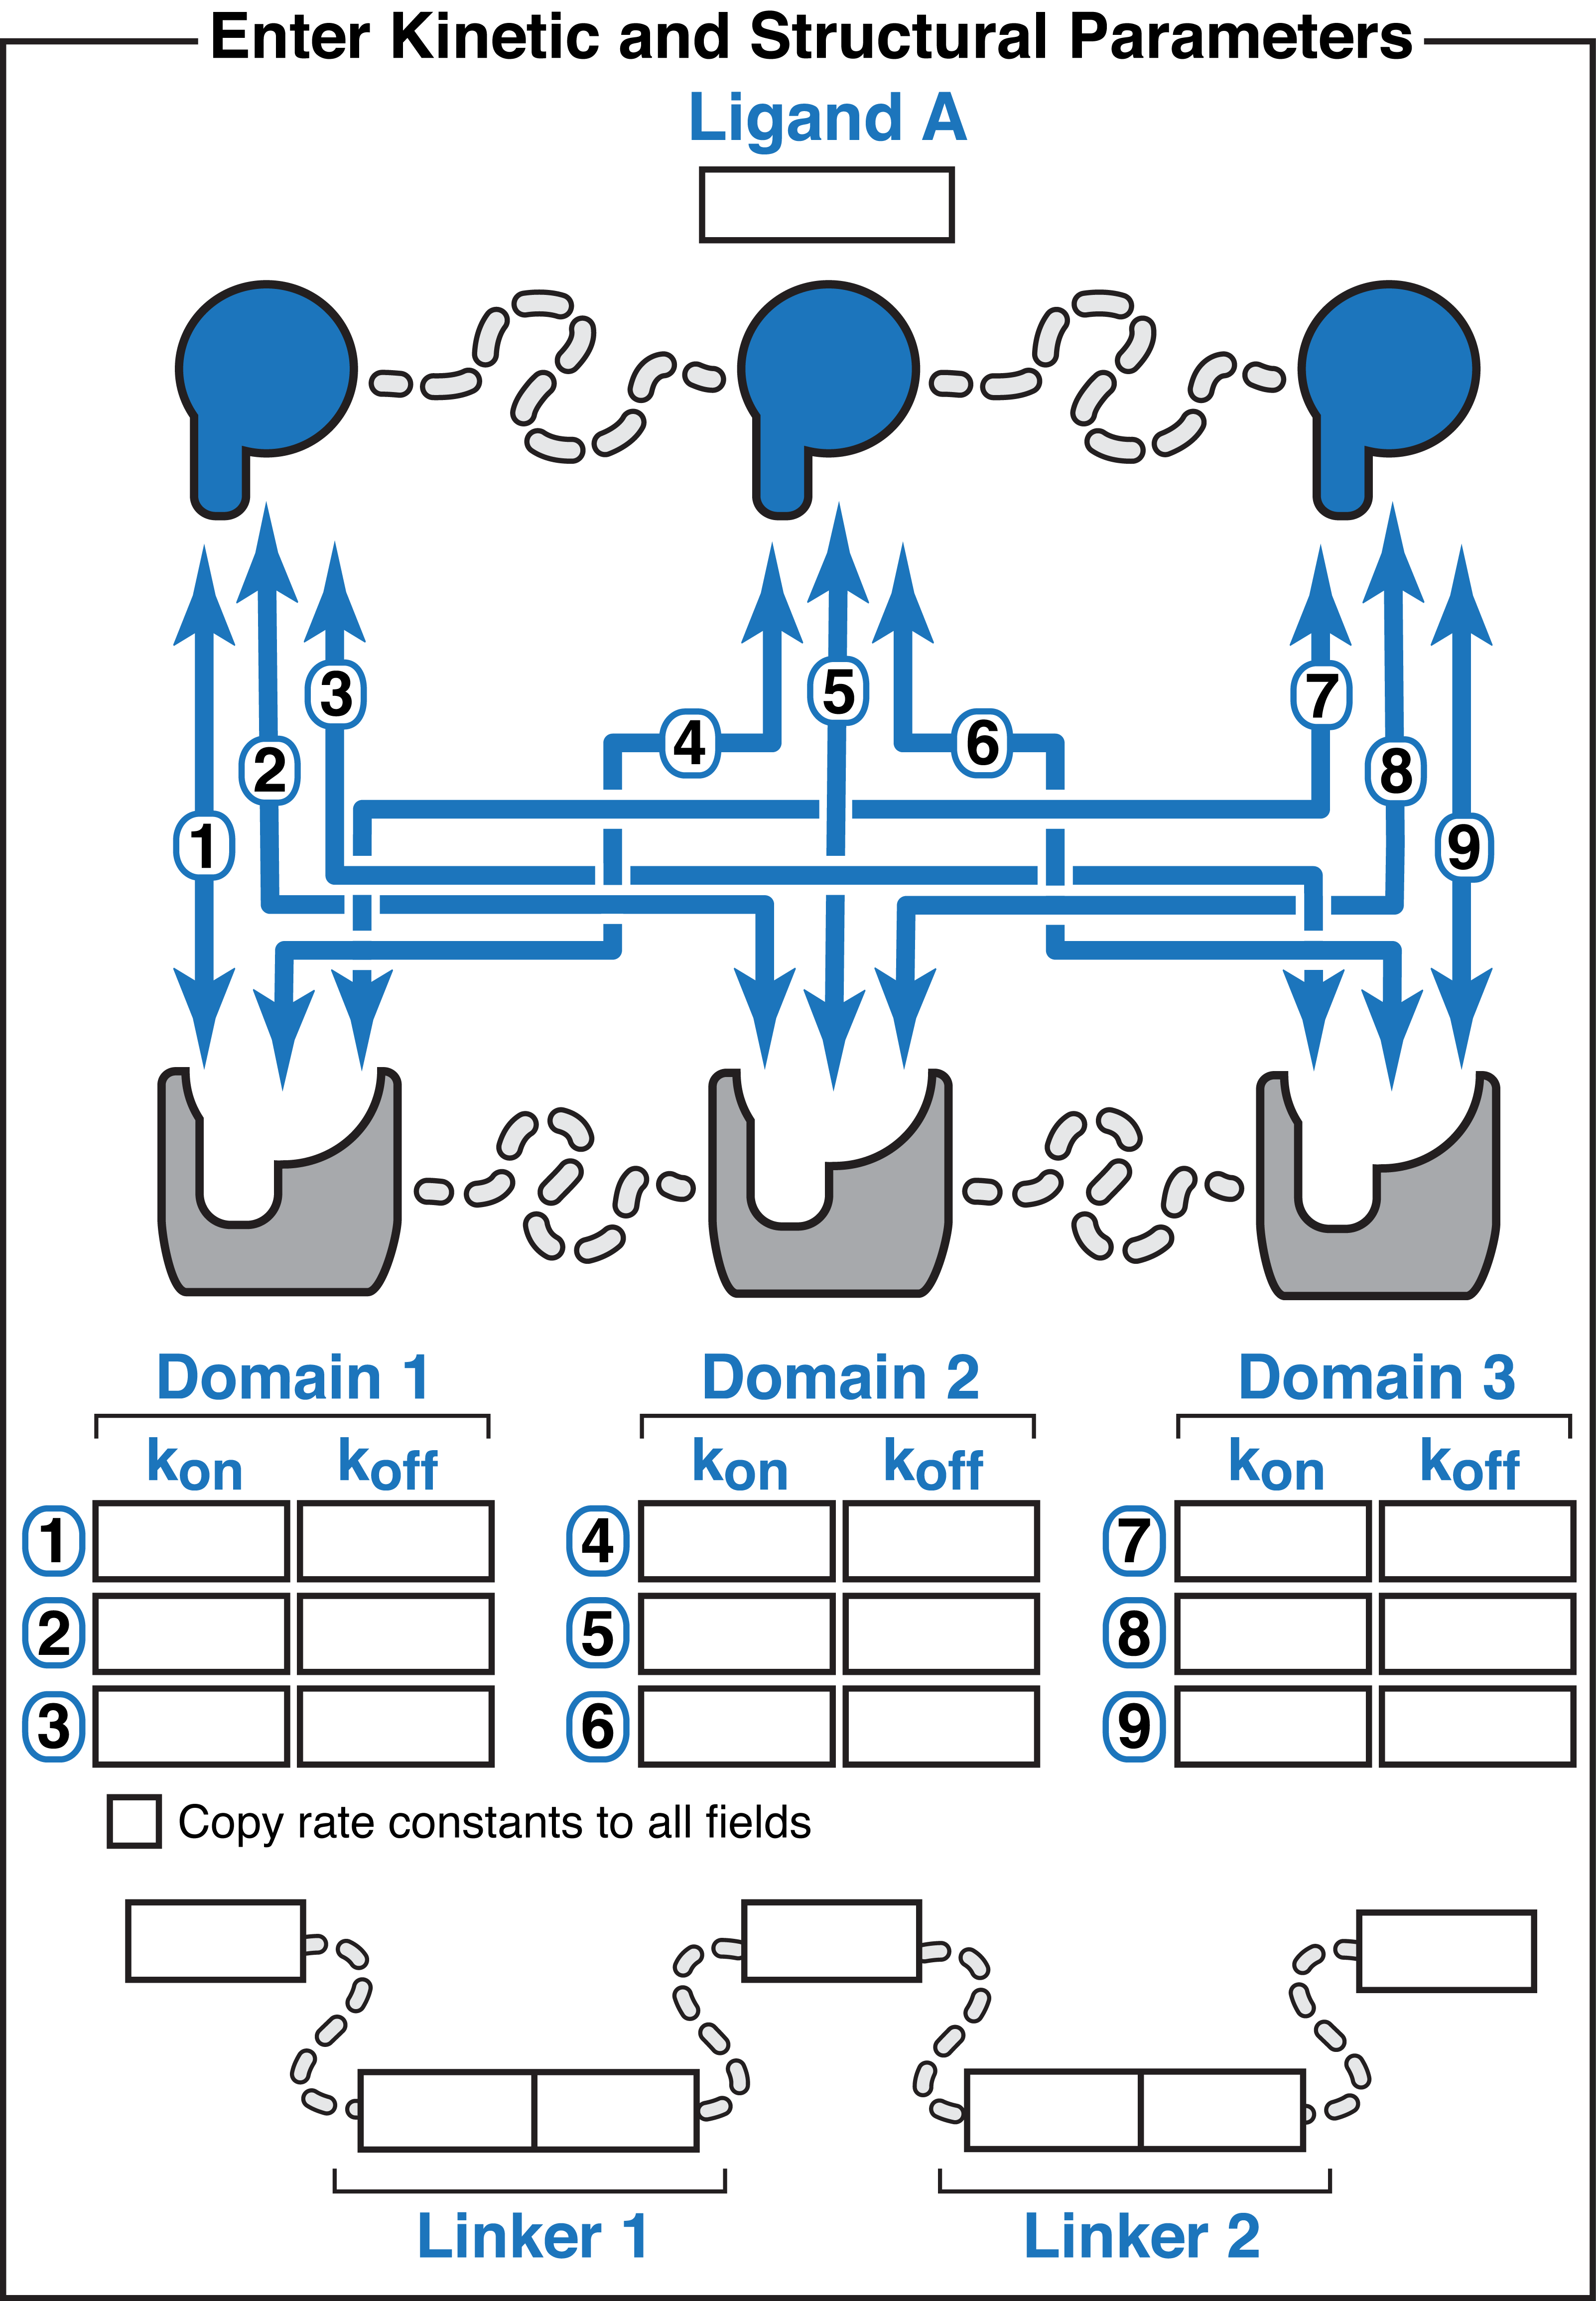 Enter Kinetic and Structural Parameters
Ligand A
1
2
3
4
5
6
7
8
9
Domain 1 Domain 2 Domain 3
kon koff kon koff kon koff
1 4 7
2 5 8
3 6 9
Copy rate constants to all fields
Linker 1 Linker 2